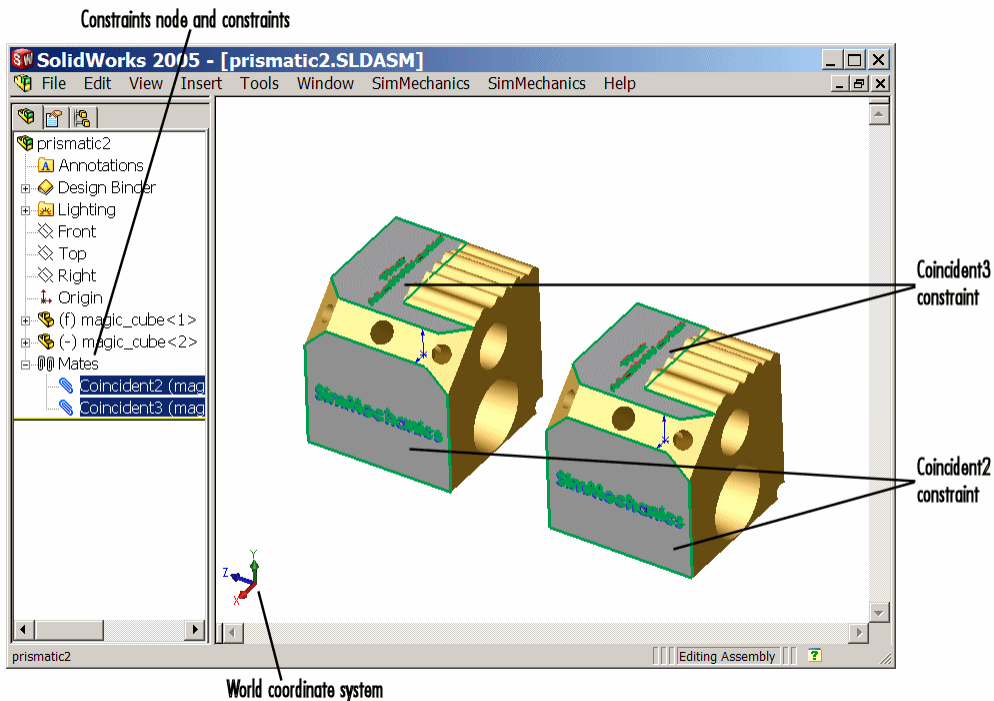 Constraints node and constraints
SolidWorks 2005 - [prismatic2.SLDASM]
File Edit View Insert Tools Window SimMechanics SimMechanics Help
prismatic2
A Annotations
Design Binder
Lighting
Front
Top
Right
Origin
(f) magic_cube<1>
(-) magic_cube<2>
Mates
Coincident2 (mag
Coincident3 (mag
SimMechanics
SimMechanics
Coincident3
constraint
Coincident2
constraint
Y
Z
X
prismatic2
Editing Assembly
?
World coordinate system